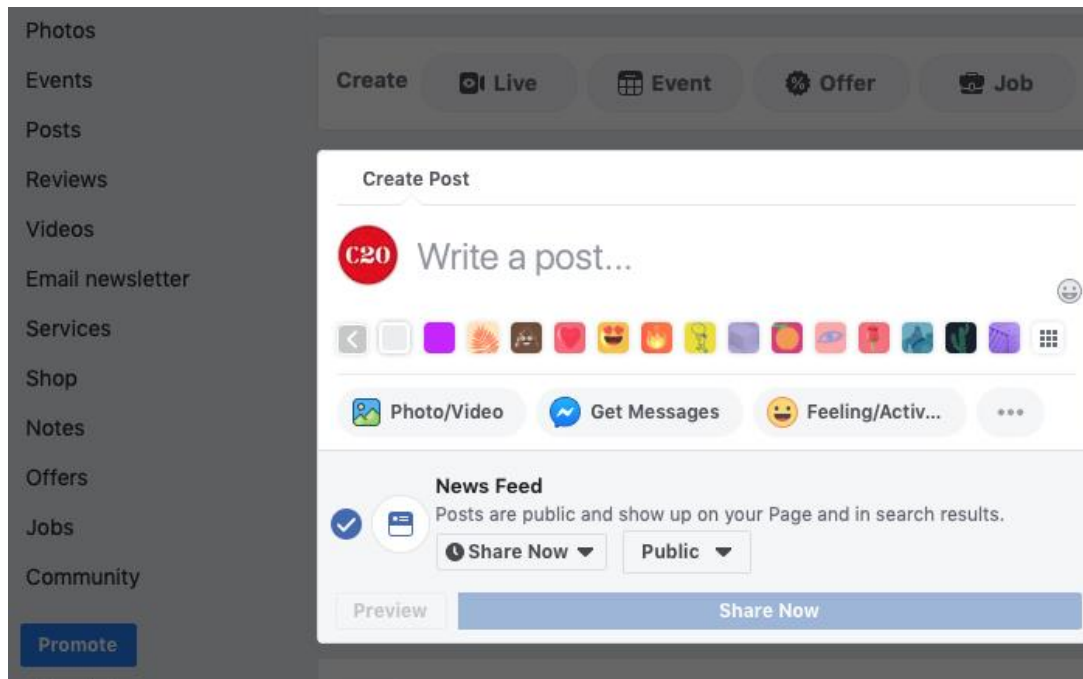 Photos
Events
Posts
Reviews
Videos
Email newsletter
Services
Shop
Notes
Offers
Jobs
Community
Promote
Create Live Event Offer Job
Create Post
C20 Write a post...
Photo/Video Get Messages Feeling/Activ...
News Feed
Posts are public and show up on your Page and in search results.
Share Now Public
Preview Share Now